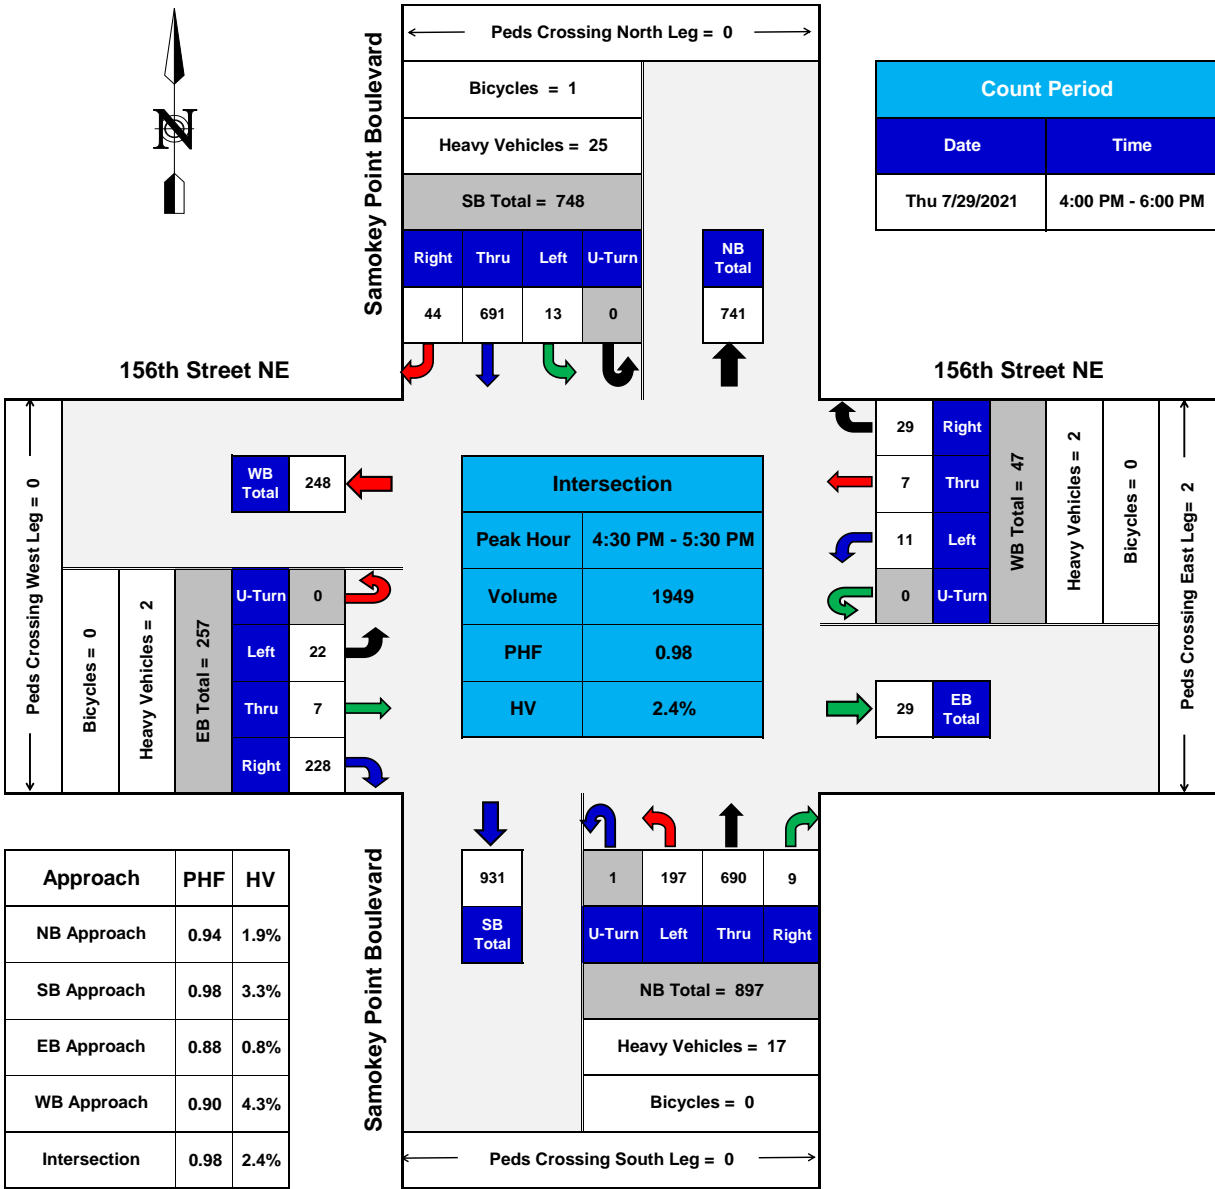 Peds Crossing North Leg = 0
Samokey Point Boulevard
N
Bicycles = 1
Heavy Vehicles = 25
SB Total = 748
Right Thru Left U-Turn
44 691 13 0
NB Total
741
Count Period
Date Time
Thu 7/29/2021 4:00 PM - 6:00 PM
156th Street NE
156th Street NE
Peds Crossing West Leg = 0
WB Total 248
Bicycles = 0
Heavy Vehicles = 2
EB Total = 257
U-Turn 0
Left 22
Thru 7
Right 228
Intersection
Peak Hour 4:30 PM - 5:30 PM
Volume 1949
PHF 0.98
HV 2.4%
29 Right
7 Thru
11 Left
0 U-Turn
WB Total = 47
Heavy Vehicles = 2
Bicycles = 0
Peds Crossing East Leg= 2
29 EB Total
Approach PHF HV
NB Approach 0.94 1.9%
SB Approach 0.98 3.3%
EB Approach 0.88 0.8%
WB Approach 0.90 4.3%
Intersection 0.98 2.4%
Samokey Point Boulevard
931
SB Total
1 197 690 9
U-Turn Left Thru Right
NB Total = 897
Heavy Vehicles = 17
Bicycles = 0
Peds Crossing South Leg = 0